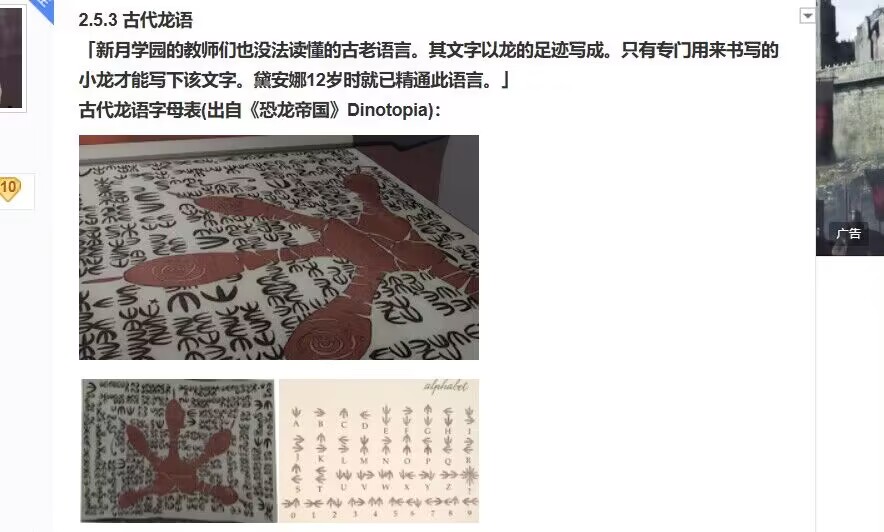 2.5.3 古代龙语
「新月学园的教师们也没法读懂的古老语言。其文字以龙的足迹写成。只有专门用来书写的
小龙才能写下该文字。黛安娜12岁时就已精通此语言。」
古代龙语字母表(出自《恐龙帝国》Dinotopia)：
10
广告
alphabet
A B C D E F G H I
J K L M N O P Q R
S T U V W X Y Z
0 1 2 3 4 5 6 7 8 9